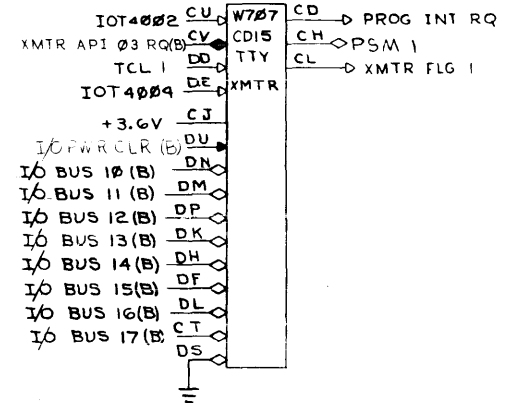 IOT4002 CU W707 CD PROG INT RQ
XMTR API 03 RQ(B) CV CD15 CH PSM 1
TCL 1 DD TTY CL XMTR FLG 1
IOT4004 DE XMTR
+3.6V CJ
I/O PWR CLR (B) DU
I/O BUS 10 (B) DN
I/O BUS 11 (B) DM
I/O BUS 12 (B) DP
I/O BUS 13 (B) DK
I/O BUS 14 (B) DH
I/O BUS 15(B) DF
I/O BUS 16(B) DL
I/O BUS 17(B) CT
DS